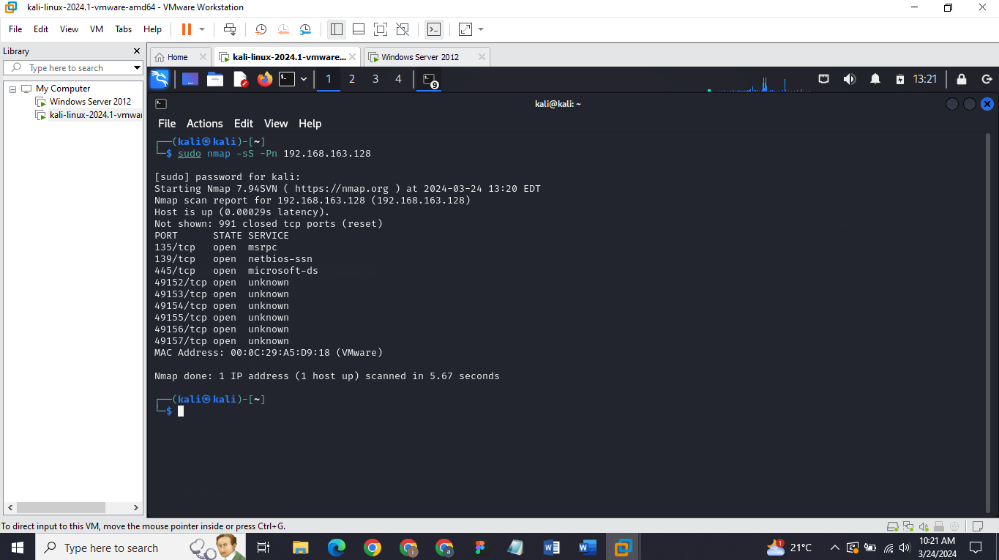 kali-linux-2024.1-vmware-amd64 - VMware Workstation
File Edit View VM Tabs Help
Library
Type here to search
My Computer
Windows Server 2012
kali-linux-2024.1-vmwar
Home kali-linux-2024.1-vmware... Windows Server 2012
1 2 3 4 9 13:21
kali@kali: ~
File Actions Edit View Help
┌──(kali㉿kali)-[~]
└─$ sudo nmap -sS -Pn 192.168.163.128
[sudo] password for kali:
Starting Nmap 7.94SVN ( https://nmap.org ) at 2024-03-24 13:20 EDT
Nmap scan report for 192.168.163.128 (192.168.163.128)
Host is up (0.00029s latency).
Not shown: 991 closed tcp ports (reset)
PORT      STATE SERVICE
135/tcp   open  msrpc
139/tcp   open  netbios-ssn
445/tcp   open  microsoft-ds
49152/tcp open  unknown
49153/tcp open  unknown
49154/tcp open  unknown
49155/tcp open  unknown
49156/tcp open  unknown
49157/tcp open  unknown
MAC Address: 00:0C:29:A5:D9:18 (VMware)
Nmap done: 1 IP address (1 host up) scanned in 5.67 seconds
┌──(kali㉿kali)-[~]
└─$
To direct input to this VM, move the mouse pointer inside or press Ctrl+G.
Type here to search
1 21°C
10:21 AM
3/24/2024